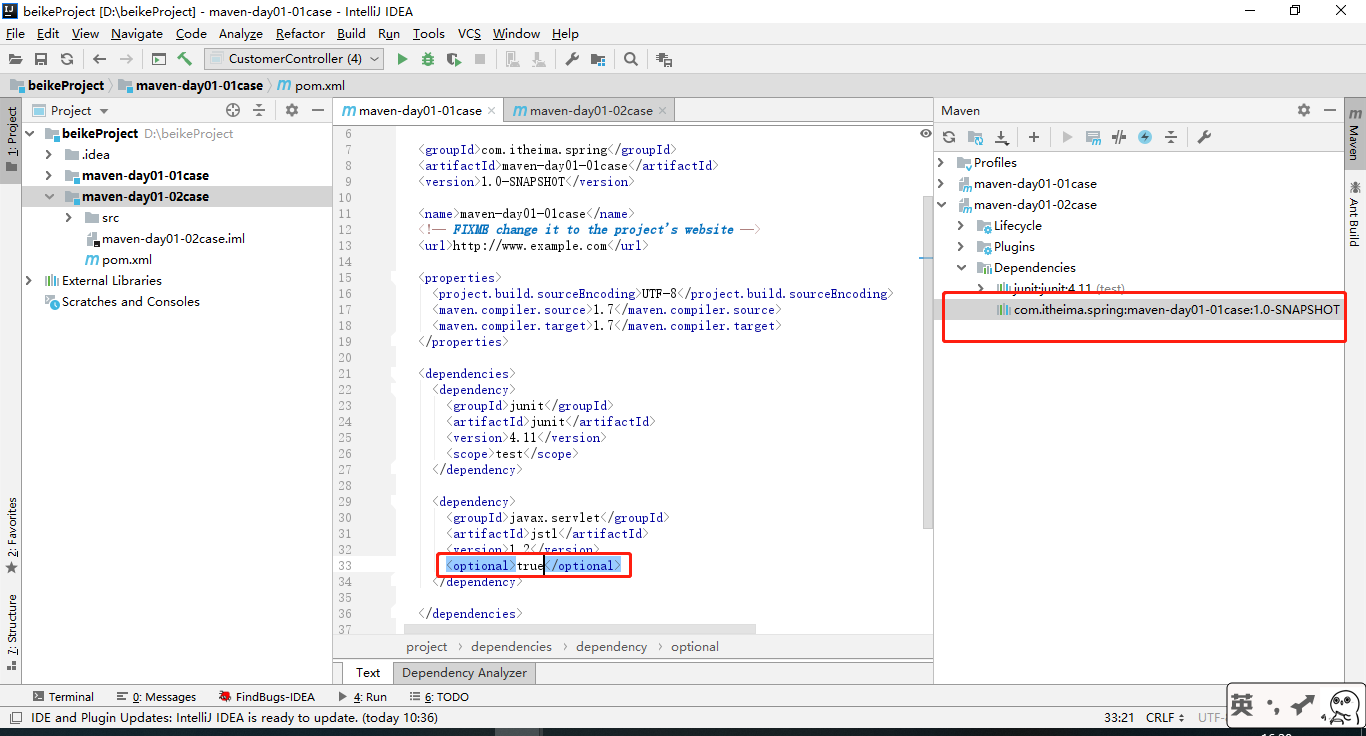 beikeProject [D:\beikeProject] - maven-day01-01case - IntelliJ IDEA
File Edit View Navigate Code Analyze Refactor Build Run Tools VCS Window Help
CustomerController (4)
beikeProject maven-day01-01case pom.xml
1: Project
2: Favorites
7: Structure
Project
beikeProject D:\beikeProject
.idea
maven-day01-01case
maven-day01-02case
src
maven-day01-02case.iml
pom.xml
External Libraries
Scratches and Consoles
maven-day01-01case maven-day01-02case
6
7 <groupId>com.itheima.spring</groupId>
8 <artifactId>maven-day01-01case</artifactId>
9 <version>1.0-SNAPSHOT</version>
10
11 <name>maven-day01-01case</name>
12 <!-- FIXME change it to the project's website -->
13 <url>http://www.example.com</url>
14
15 <properties>
16 <project.build.sourceEncoding>UTF-8</project.build.sourceEncoding>
17 <maven.compiler.source>1.7</maven.compiler.source>
18 <maven.compiler.target>1.7</maven.compiler.target>
19 </properties>
20
21 <dependencies>
22 <dependency>
23 <groupId>junit</groupId>
24 <artifactId>junit</artifactId>
25 <version>4.11</version>
26 <scope>test</scope>
27 </dependency>
28
29 <dependency>
30 <groupId>javax.servlet</groupId>
31 <artifactId>jstl</artifactId>
32 <version>1.2</version>
33 <optional>true</optional>
34 </dependency>
35
36 </dependencies>
37
project › dependencies › dependency › optional
Text Dependency Analyzer
Maven
Profiles
maven-day01-01case
maven-day01-02case
Lifecycle
Plugins
Dependencies
junit:junit:4.11 (test)
com.itheima.spring:maven-day01-01case:1.0-SNAPSHOT
Maven
Ant Build
Terminal 0: Messages FindBugs-IDEA 4: Run 6: TODO
IDE and Plugin Updates: IntelliJ IDEA is ready to update. (today 10:36)
33:21 CRLF UTF-
英